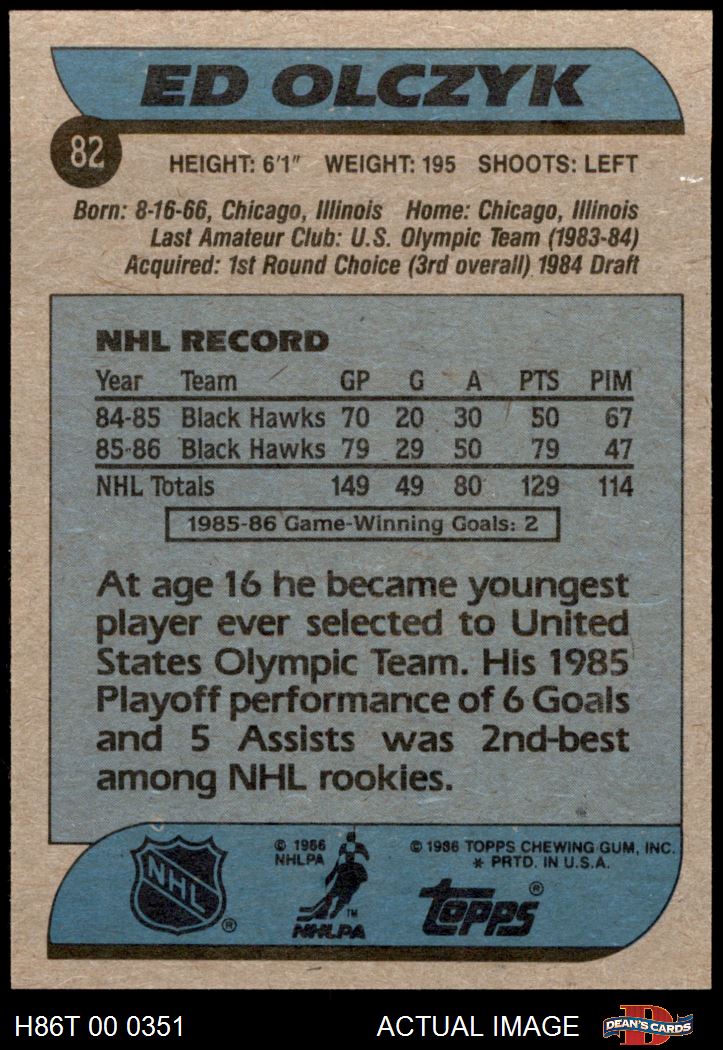 ED OLCZYK
82
HEIGHT: 6'1" WEIGHT: 195 SHOOTS: LEFT
Born: 8-16-66, Chicago, Illinois Home: Chicago, Illinois
Last Amateur Club: U.S. Olympic Team (1983-84)
Acquired: 1st Round Choice (3rd overall) 1984 Draft
NHL RECORD
Year Team GP G A PTS PIM
84-85 Black Hawks 70 20 30 50 67
85-86 Black Hawks 79 29 50 79 47
NHL Totals 149 49 80 129 114
1985-86 Game-Winning Goals: 2
At age 16 he became youngest
player ever selected to United
States Olympic Team. His 1985
Playoff performance of 6 Goals
and 5 Assists was 2nd-best
among NHL rookies.
NHL ®
© 1986
NHLPA
TM
NHLPA
© 1986 TOPPS CHEWING GUM, INC.
* PRTD. IN U.S.A.
topps ®
H86T 00 0351 ACTUAL IMAGE
DEAN'S CARDS